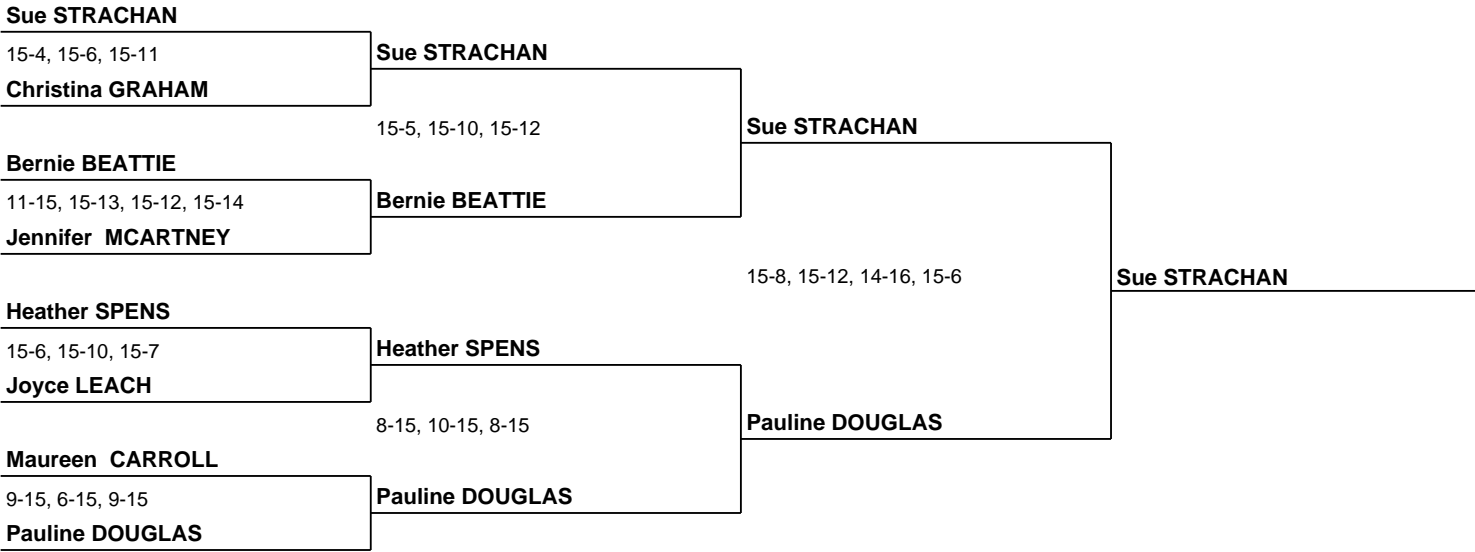 Sue STRACHAN
15-4, 15-6, 15-11
Christina GRAHAM
Sue STRACHAN
15-5, 15-10, 15-12
Bernie BEATTIE
11-15, 15-13, 15-12, 15-14
Jennifer  MCARTNEY
Bernie BEATTIE
Sue STRACHAN
15-8, 15-12, 14-16, 15-6
Sue STRACHAN
Heather SPENS
15-6, 15-10, 15-7
Joyce LEACH
Heather SPENS
8-15, 10-15, 8-15
Pauline DOUGLAS
Maureen  CARROLL
9-15, 6-15, 9-15
Pauline DOUGLAS
Pauline DOUGLAS